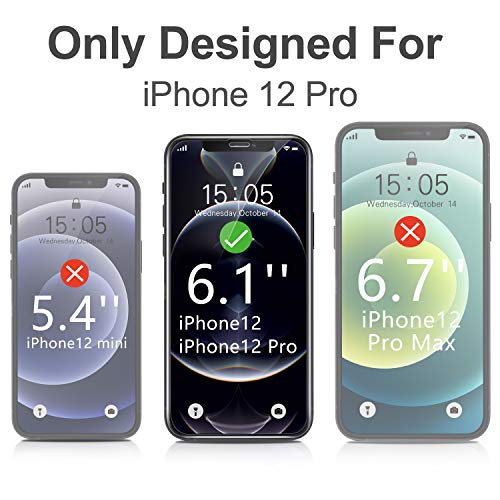 Only Designed For
iPhone 12 Pro
15:05
Wednesday,October 14
5.4''
iPhone12 mini
15:05
Wednesday,October 14
6.1''
iPhone12
iPhone12 Pro
15:05
Wednesday,October 14
6.7''
iPhone12
Pro Max